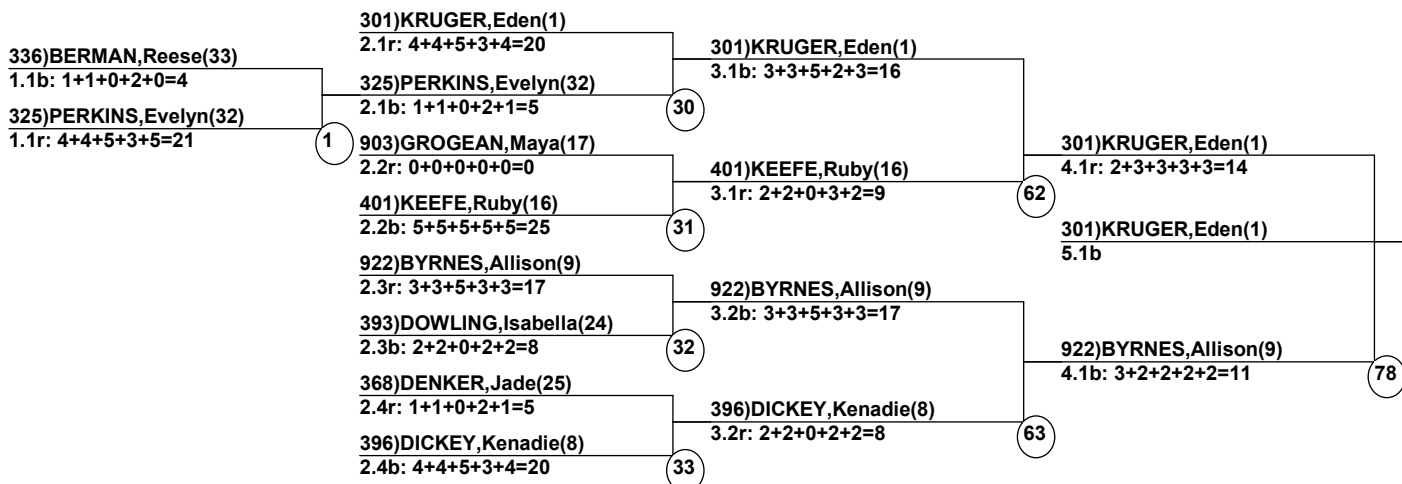 336)BERMAN,Reese(33)
1.1b: 1+1+0+2+0=4
325)PERKINS,Evelyn(32)
1.1r: 4+4+5+3+5=21
1
301)KRUGER,Eden(1)
2.1r: 4+4+5+3+4=20
325)PERKINS,Evelyn(32)
2.1b: 1+1+0+2+1=5
30
903)GROGEAN,Maya(17)
2.2r: 0+0+0+0+0=0
401)KEEFE,Ruby(16)
2.2b: 5+5+5+5+5=25
31
922)BYRNES,Allison(9)
2.3r: 3+3+5+3+3=17
393)DOWLING,Isabella(24)
2.3b: 2+2+0+2+2=8
32
368)DENKER,Jade(25)
2.4r: 1+1+0+2+1=5
396)DICKEY,Kenadie(8)
2.4b: 4+4+5+3+4=20
33
301)KRUGER,Eden(1)
3.1b: 3+3+5+2+3=16
401)KEEFE,Ruby(16)
3.1r: 2+2+0+3+2=9
62
922)BYRNES,Allison(9)
3.2b: 3+3+5+3+3=17
396)DICKEY,Kenadie(8)
3.2r: 2+2+0+2+2=8
63
301)KRUGER,Eden(1)
4.1r: 2+3+3+3+3=14
301)KRUGER,Eden(1)
5.1b
922)BYRNES,Allison(9)
4.1b: 3+2+2+2+2=11
78